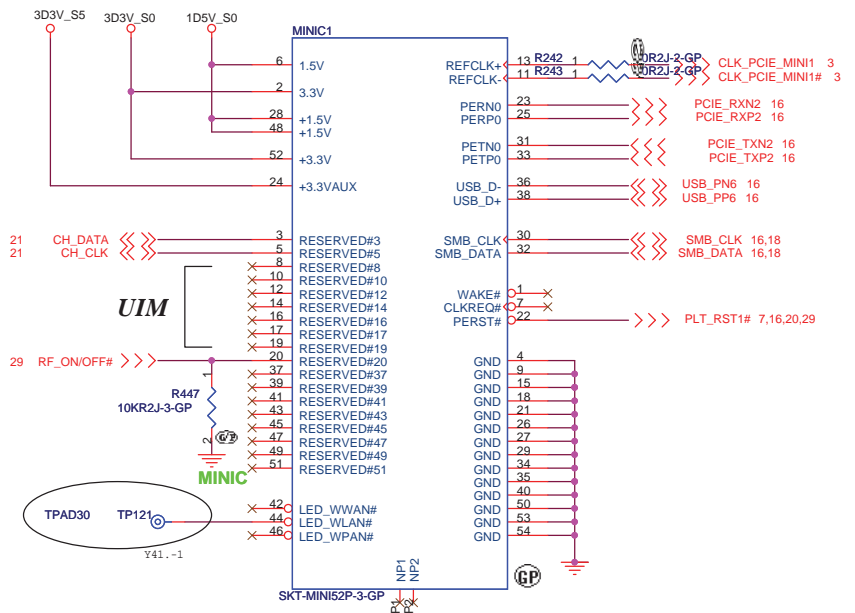 3D3V_S5 3D3V_S0 1D5V_S0
MINIC1
6 1.5V
2 3.3V
28 +1.5V
48 +1.5V
52 +3.3V
24 +3.3VAUX
21 CH_DATA 3 RESERVED#3
21 CH_CLK 5 RESERVED#5
8 RESERVED#8
10 RESERVED#10
12 RESERVED#12
14 RESERVED#14
16 RESERVED#16
17 RESERVED#17
19 RESERVED#19
UIM
29 RF_ON/OFF# 20 RESERVED#20
37 RESERVED#37
39 RESERVED#39
41 RESERVED#41
43 RESERVED#43
45 RESERVED#45
47 RESERVED#47
49 RESERVED#49
51 RESERVED#51
1
R447
10KR2J-3-GP
2
G/P
MINIC
42 LED_WWAN#
44 LED_WLAN#
46 LED_WPAN#
TPAD30 TP121
Y41.-1
REFCLK+ 13 R242 1 0R2J-2-GP CLK_PCIE_MINI1 3
REFCLK- 11 R243 1 0R2J-2-GP CLK_PCIE_MINI1# 3
PERN0 23 PCIE_RXN2 16
PERP0 25 PCIE_RXP2 16
PETN0 31 PCIE_TXN2 16
PETP0 33 PCIE_TXP2 16
USB_D- 36 USB_PN6 16
USB_D+ 38 USB_PP6 16
SMB_CLK 30 SMB_CLK 16,18
SMB_DATA 32 SMB_DATA 16,18
WAKE# 1
CLKREQ# 7
PERST# 22 PLT_RST1# 7,16,20,29
GND 4
GND 9
GND 15
GND 18
GND 21
GND 26
GND 27
GND 29
GND 34
GND 35
GND 40
GND 50
GND 53
GND 54
GP
NP1
NP2
SKT-MINI52P-3-GP
P1
P2